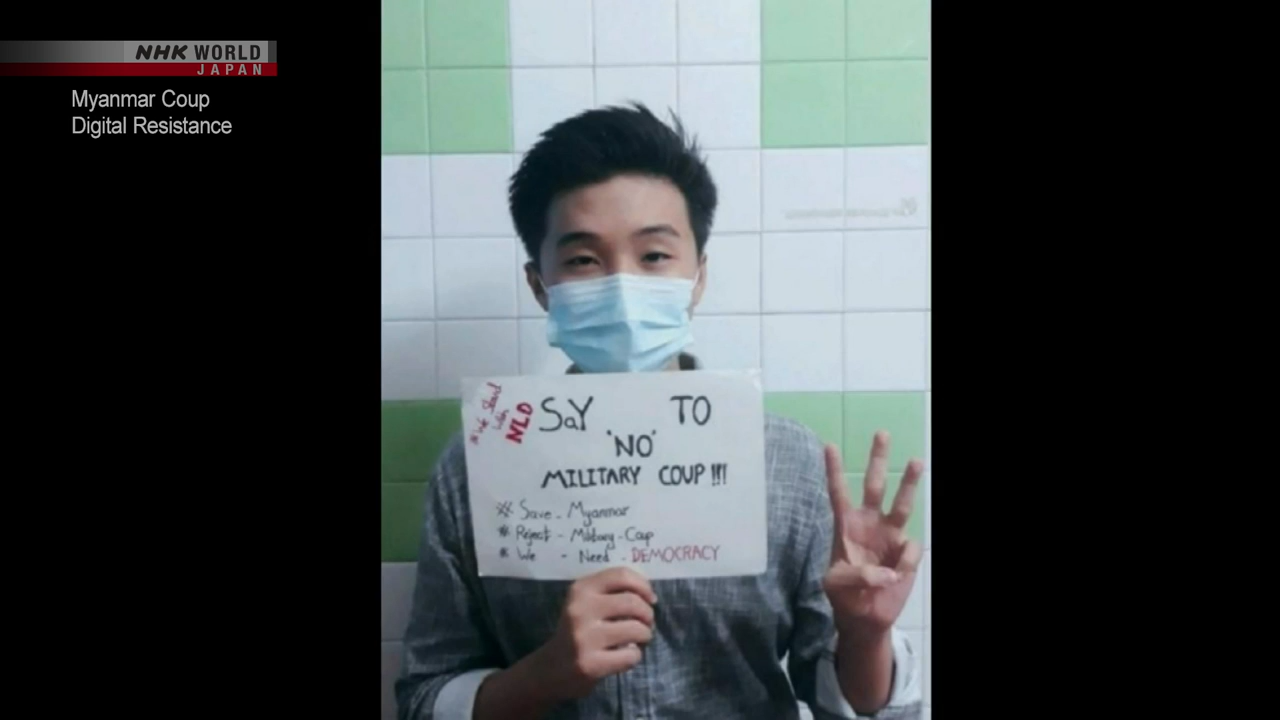 NHK WORLD
JAPAN
Myanmar Coup
Digital Resistance
#We Stand
With
NLD
SaY TO
'NO'
MILITARY COUP !!!
# Save - Myanmar
# Reject - Military - Coup
# We - Need - DEMOCRACY